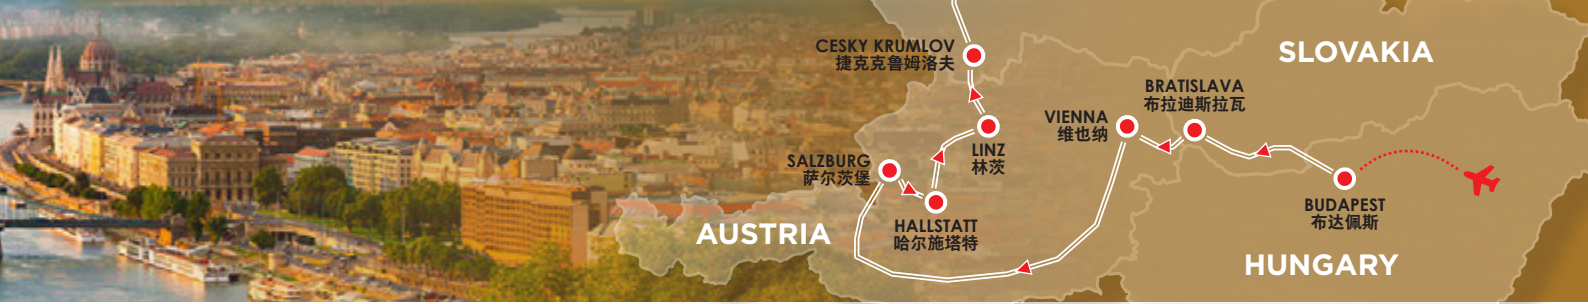 CESKY KRUMLOV
捷克克鲁姆洛夫
SLOVAKIA
BRATISLAVA
布拉迪斯拉瓦
VIENNA
维也纳
LINZ
林茨
SALZBURG
萨尔茨堡
BUDAPEST
布达佩斯
HALLSTATT
哈尔施塔特
AUSTRIA
HUNGARY